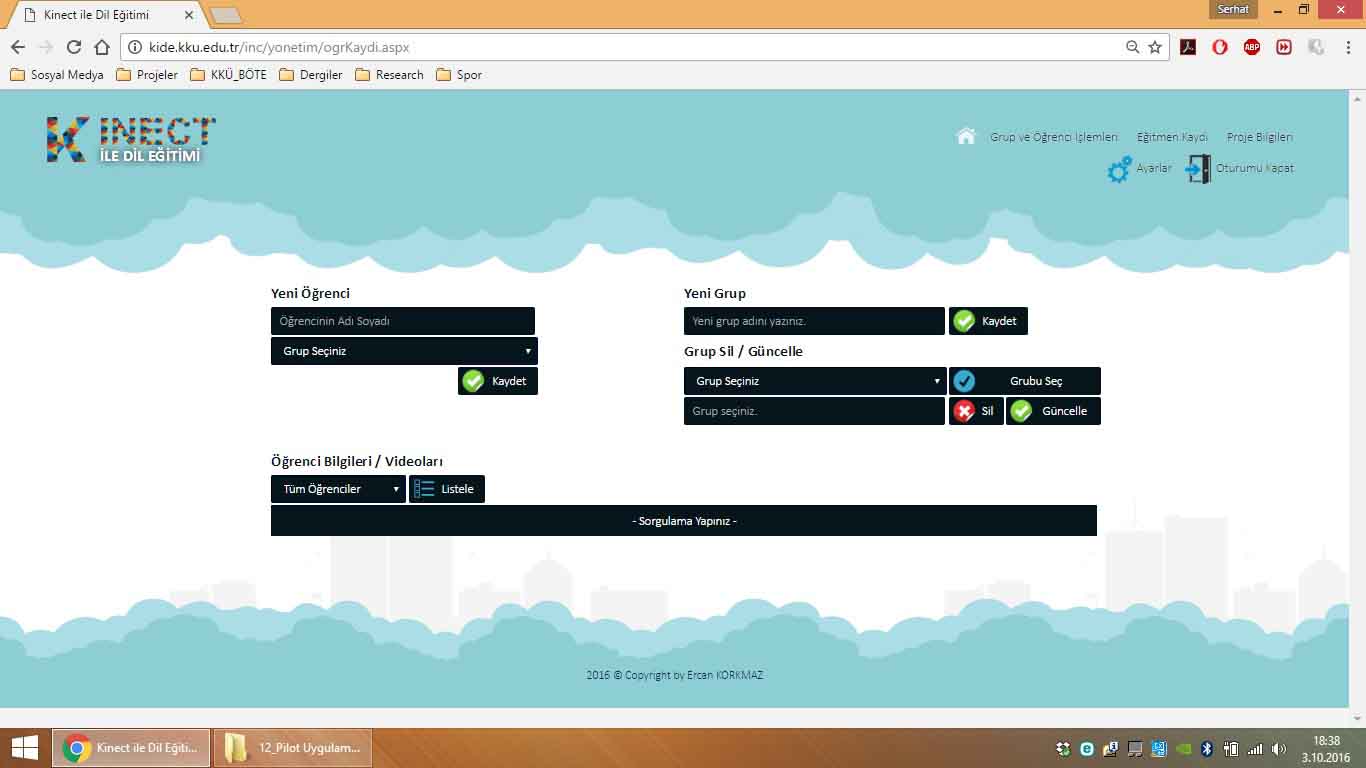 Kinect ile Dil Eğitimi
Serhat
kide.kku.edu.tr/inc/yonetim/ogrKaydi.aspx
ABP
Sosyal Medya Projeler KKÜ_BÖTE Dergiler Research Spor
KINECT
İLE DİL EĞİTİMİ
Grup ve Öğrenci İşlemleri Eğitmen Kaydı Proje Bilgileri
Ayarlar Oturumu Kapat
Yeni Öğrenci
Öğrencinin Adı Soyadı
Grup Seçiniz
Kaydet
Yeni Grup
Yeni grup adını yazınız. Kaydet
Grup Sil / Güncelle
Grup Seçiniz Grubu Seç
Grup seçiniz. Sil Güncelle
Öğrenci Bilgileri / Videoları
Tüm Öğrenciler Listele
- Sorgulama Yapınız -
2016 © Copyright by Ercan KORKMAZ
Kinect ile Dil Eğiti... 12_Pilot Uygulam...
18:38
3.10.2016